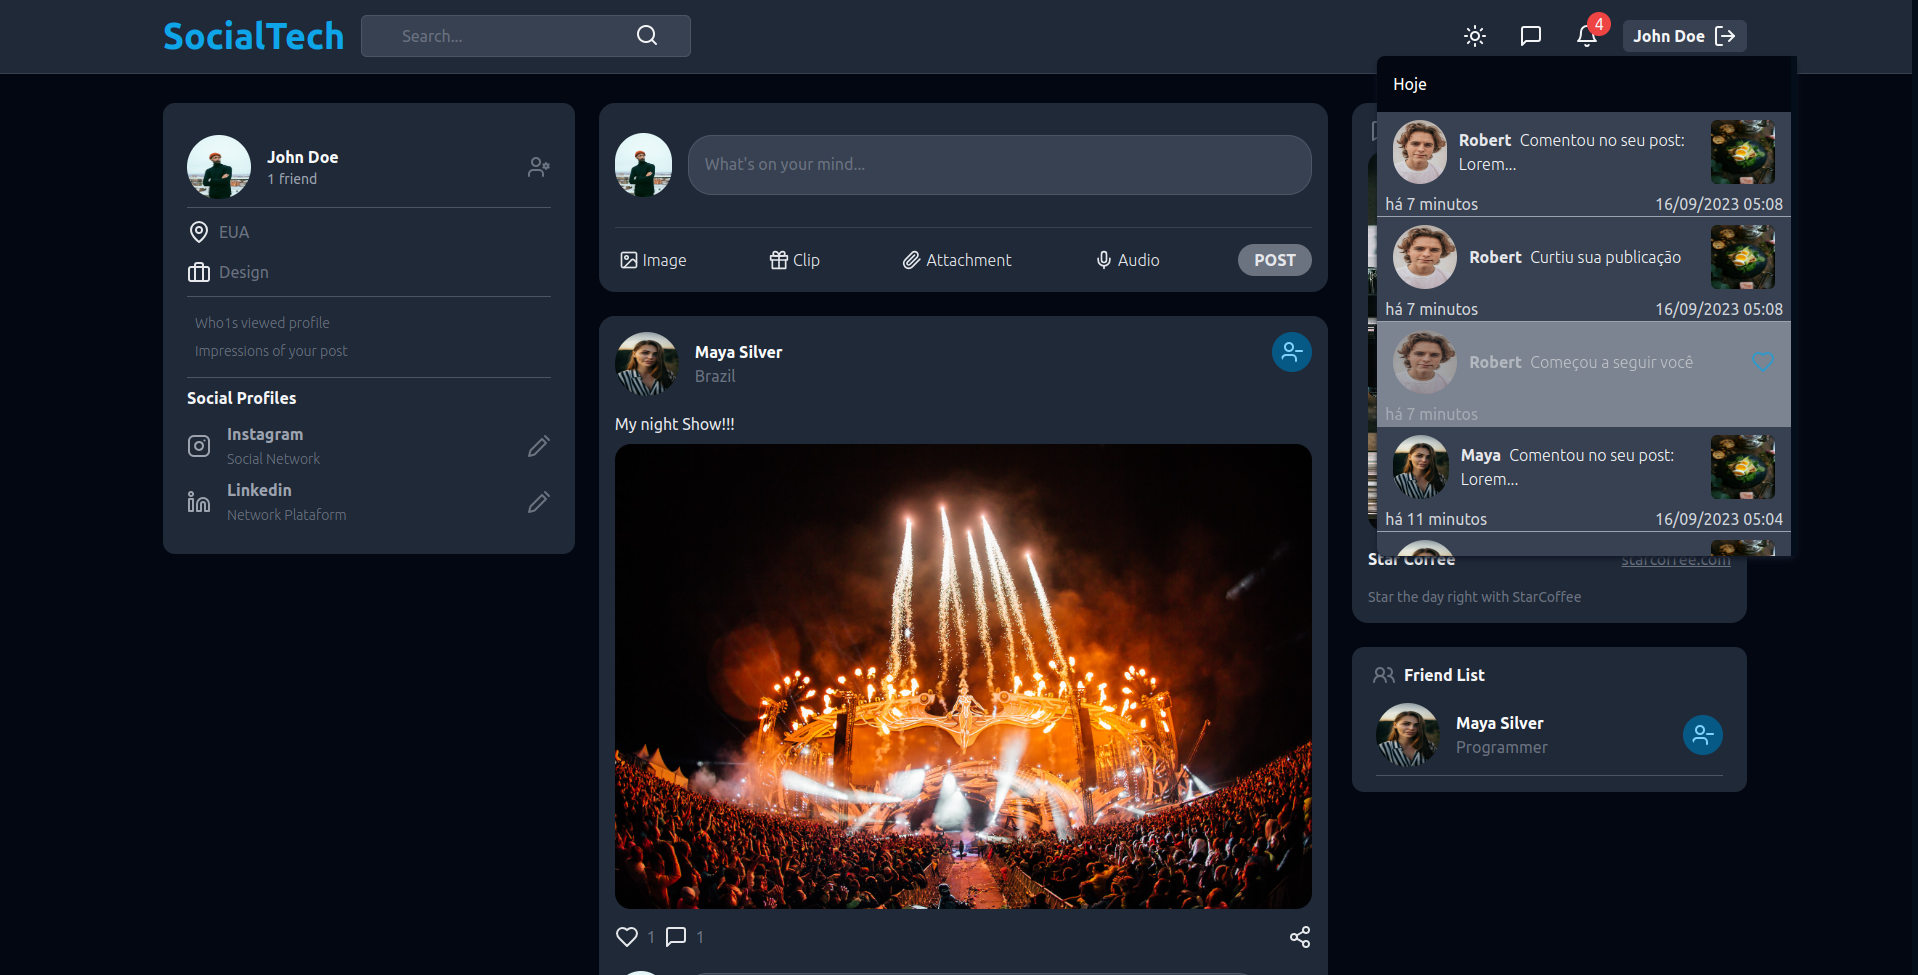 SocialTech
Search...
4
John Doe
Hoje
Robert Comentou no seu post:
Lorem...
há 7 minutos 16/09/2023 05:08
Robert Curtiu sua publicação
há 7 minutos 16/09/2023 05:08
Robert Começou a seguir você
há 7 minutos
Maya Comentou no seu post:
Lorem...
há 11 minutos 16/09/2023 05:04
John Doe
1 friend
EUA
Design
Who1s viewed profile
Impressions of your post
Social Profiles
Instagram
Social Network
Linkedin
Network Plataform
What's on your mind...
Image Clip Attachment Audio POST
Maya Silver
Brazil
My night Show!!!
1 1
Star Coffee starcoffee.com
Star the day right with StarCoffee
Friend List
Maya Silver
Programmer